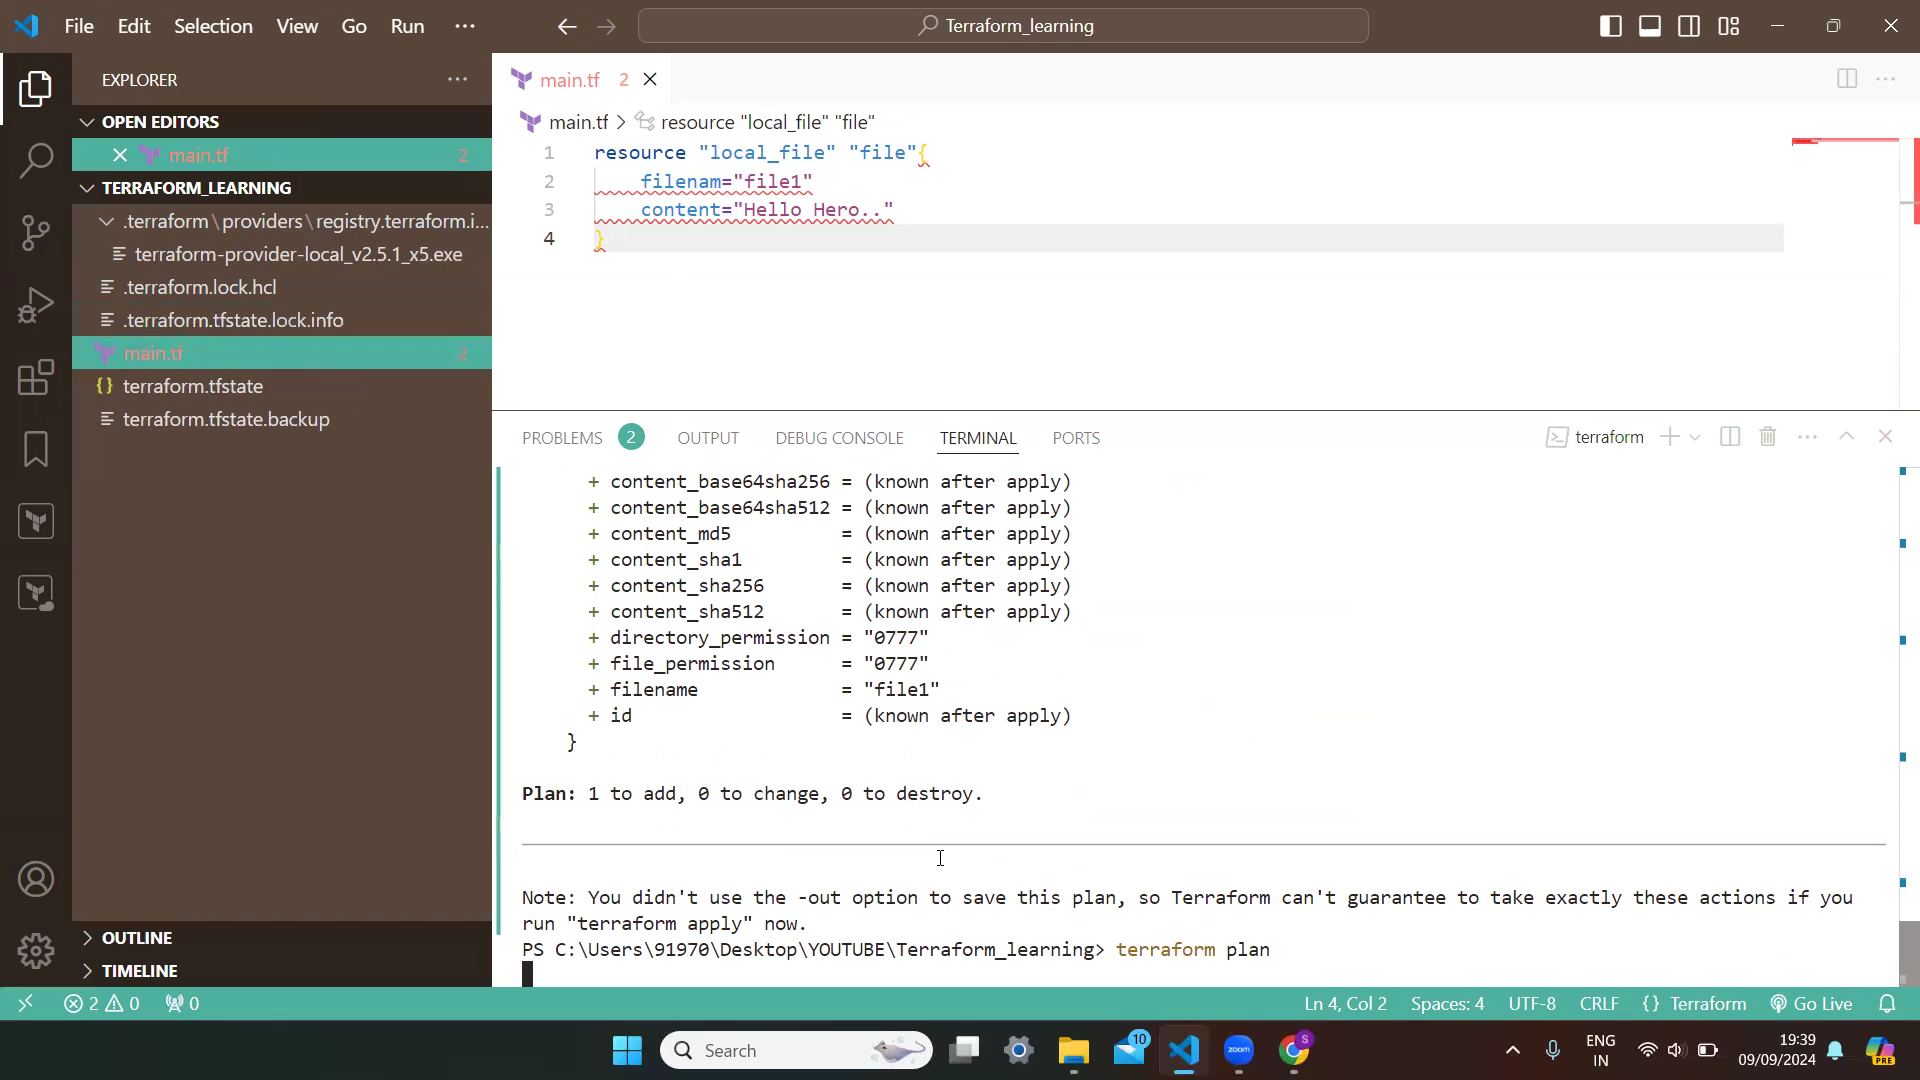 File Edit Selection View Go Run ···
Terraform_learning
EXPLORER ···
OPEN EDITORS
main.tf 2
TERRAFORM_LEARNING
.terraform\providers\registry.terraform.i...
terraform-provider-local_v2.5.1_x5.exe
.terraform.lock.hcl
.terraform.tfstate.lock.info
main.tf 2
terraform.tfstate
terraform.tfstate.backup
OUTLINE
TIMELINE
main.tf 2
main.tf > resource "local_file" "file"
1 resource "local_file" "file"{
2 filenam="file1"
3 content="Hello Hero.."
4 }
PROBLEMS 2 OUTPUT DEBUG CONSOLE TERMINAL PORTS terraform
+ content_base64sha256 = (known after apply)
+ content_base64sha512 = (known after apply)
+ content_md5 = (known after apply)
+ content_sha1 = (known after apply)
+ content_sha256 = (known after apply)
+ content_sha512 = (known after apply)
+ directory_permission = "0777"
+ file_permission = "0777"
+ filename = "file1"
+ id = (known after apply)
}
Plan: 1 to add, 0 to change, 0 to destroy.
Note: You didn't use the -out option to save this plan, so Terraform can't guarantee to take exactly these actions if you
run "terraform apply" now.
PS C:\Users\91970\Desktop\YOUTUBE\Terraform_learning> terraform plan
2 0 0 Ln 4, Col 2 Spaces: 4 UTF-8 CRLF {} Terraform Go Live
Search
10
zoom
S
ENG
IN
19:39
09/09/2024
PRE